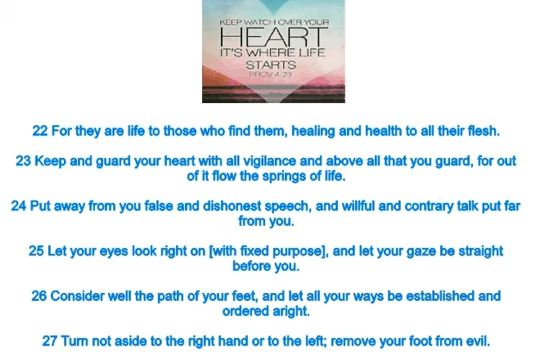 KEEP WATCH OVER YOUR
HEART
IT'S WHERE LIFE
STARTS
PROV 4:23
22 For they are life to those who find them, healing and health to all their flesh.
23 Keep and guard your heart with all vigilance and above all that you guard, for out
of it flow the springs of life.
24 Put away from you false and dishonest speech, and willful and contrary talk put far
from you.
25 Let your eyes look right on [with fixed purpose], and let your gaze be straight
before you.
26 Consider well the path of your feet, and let all your ways be established and
ordered aright.
27 Turn not aside to the right hand or to the left; remove your foot from evil.